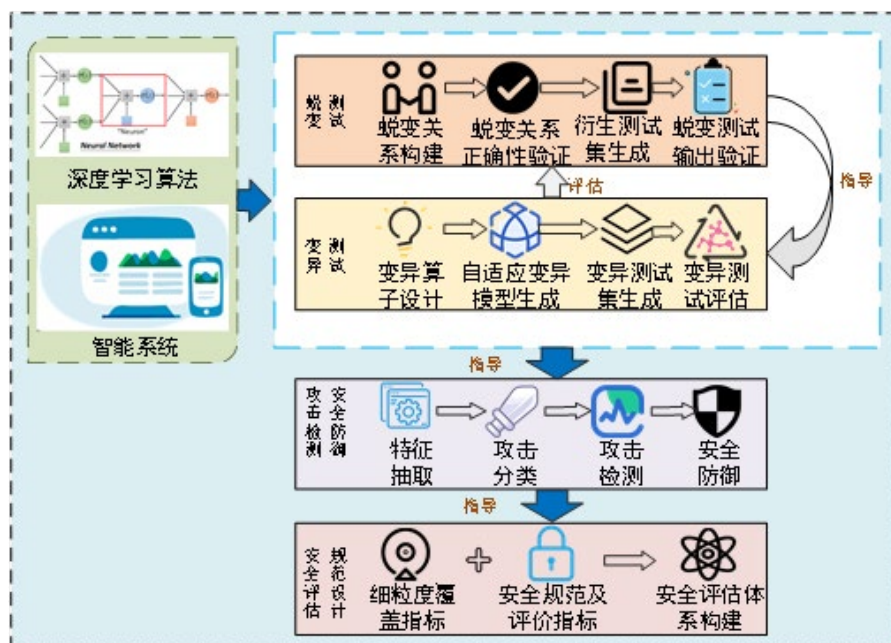 "Neuron"
Neural Network
深度学习算法
智能系统
蜕变
测试
蜕变关
系构建
蜕变关系
正确性验证
衍生测试
集生成
蜕变测试
输出验证
评估
指导
变异
测试
变异算
子设计
自适应变异
模型生成
变异测试
集生成
变异测
试评估
指导
攻击检测
安全防御
特征
抽取
攻击
分类
攻击
检测
安全
防御
指导
安全评估
规范设计
细粒度覆
盖指标
安全规范及
评价指标
安全评估体
系构建